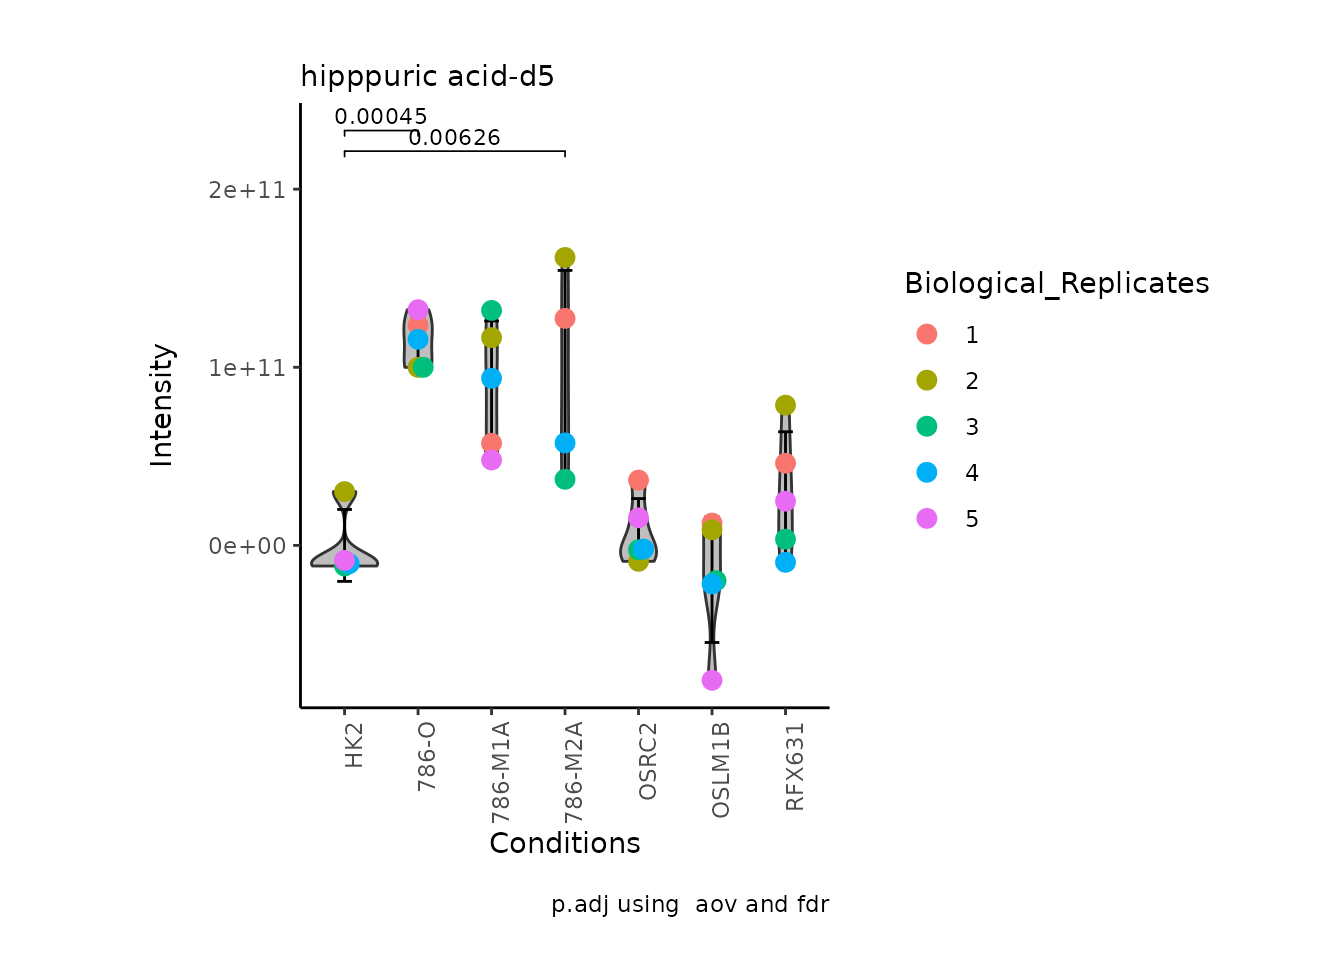 hipppuric acid-d5
0.00045
0.00626
2e+11
1e+11
0e+00
Intensity
HK2
786-O
786-M1A
786-M2A
OSRC2
OSLM1B
RFX631
Conditions
Biological_Replicates
1
2
3
4
5
p.adj using  aov and fdr